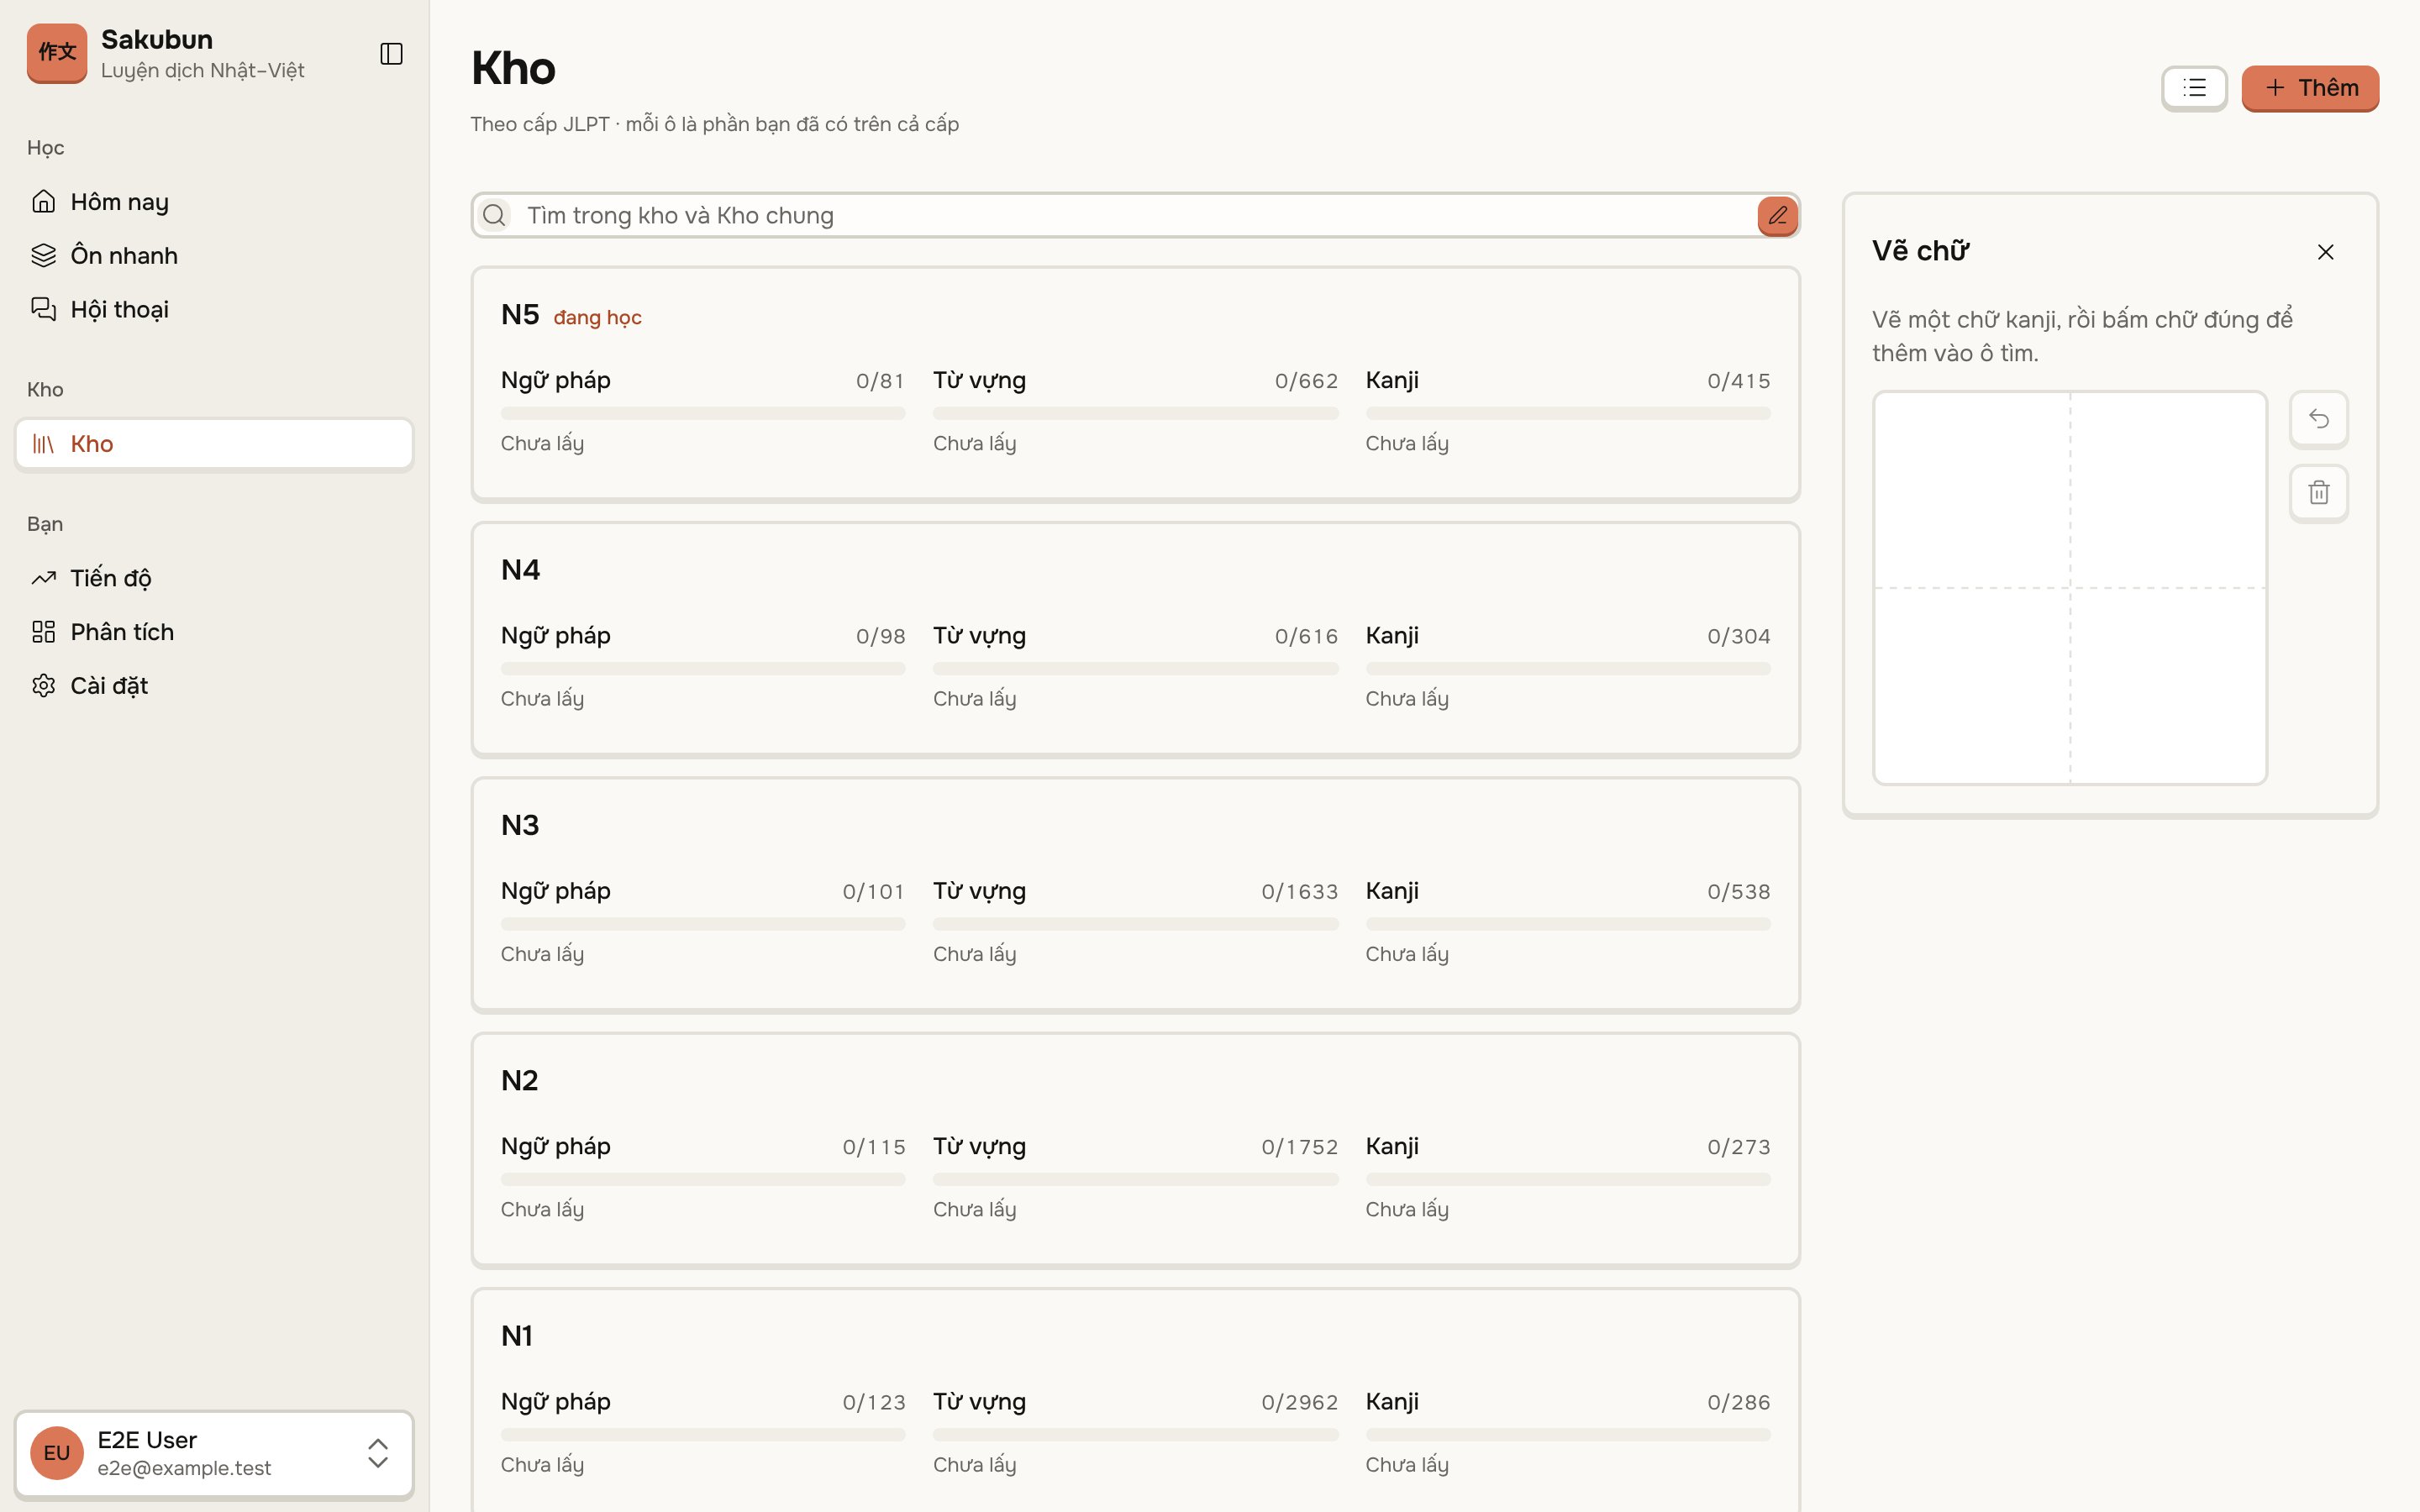 作文
Sakubun
Luyện dịch Nhật–Việt
Học
Hôm nay
Ôn nhanh
Hội thoại
Kho
Kho
Bạn
Tiến độ
Phân tích
Cài đặt
EU
E2E User
e2e@example.test
Kho
Theo cấp JLPT · mỗi ô là phần bạn đã có trên cả cấp
Thêm
Tìm trong kho và Kho chung
N5 đang học
Ngữ pháp 0/81 Từ vựng 0/662 Kanji 0/415
Chưa lấy Chưa lấy Chưa lấy
N4
Ngữ pháp 0/98 Từ vựng 0/616 Kanji 0/304
Chưa lấy Chưa lấy Chưa lấy
N3
Ngữ pháp 0/101 Từ vựng 0/1633 Kanji 0/538
Chưa lấy Chưa lấy Chưa lấy
N2
Ngữ pháp 0/115 Từ vựng 0/1752 Kanji 0/273
Chưa lấy Chưa lấy Chưa lấy
N1
Ngữ pháp 0/123 Từ vựng 0/2962 Kanji 0/286
Chưa lấy Chưa lấy Chưa lấy
Vẽ chữ
Vẽ một chữ kanji, rồi bấm chữ đúng để
thêm vào ô tìm.